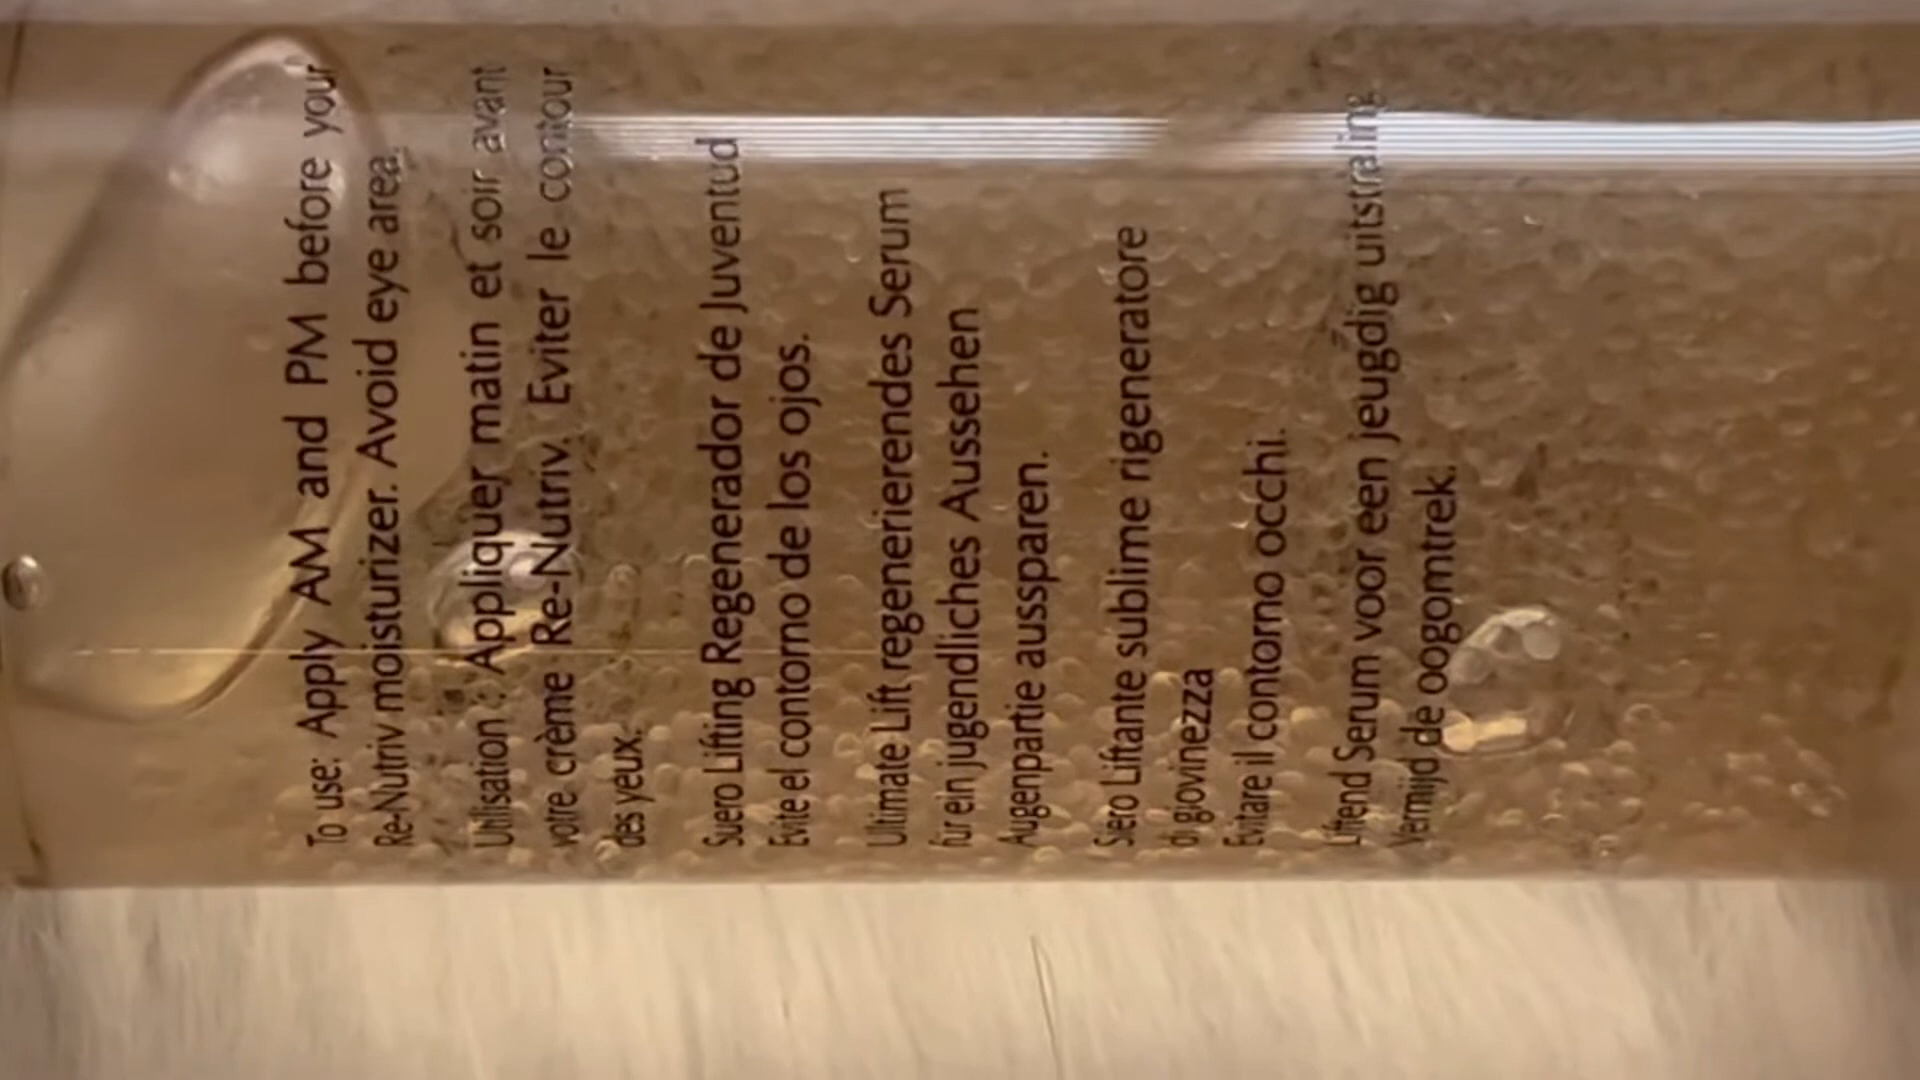 To use: Apply AM and PM before your
Re-Nutriv moisturizer. Avoid eye area.
Utilisation : Appliquer matin et soir avant
votre crème Re-Nutriv. Eviter le contour
des yeux.
Suero Lifting Regenerador de Juventud
Evite el contorno de los ojos.
Ultimate Lift regenerierendes Serum
für ein jugendliches Aussehen
Augenpartie aussparen.
Siero Liftante sublime rigeneratore
di giovinezza
Evitare il contorno occhi.
Liftend Serum voor een jeugdig uitstraling
Vermijd de oogomtrek.